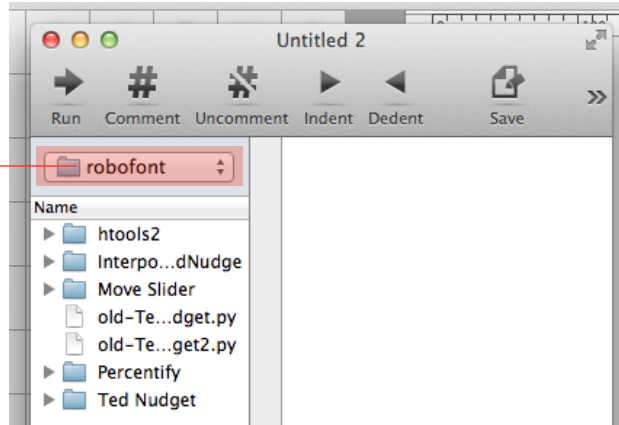 Untitled 2
Run Comment Uncomment Indent Dedent Save
robofont
Name
htools2
Interpo...dNudge
Move Slider
old-Te...dget.py
old-Te...get2.py
Percentify
Ted Nudget